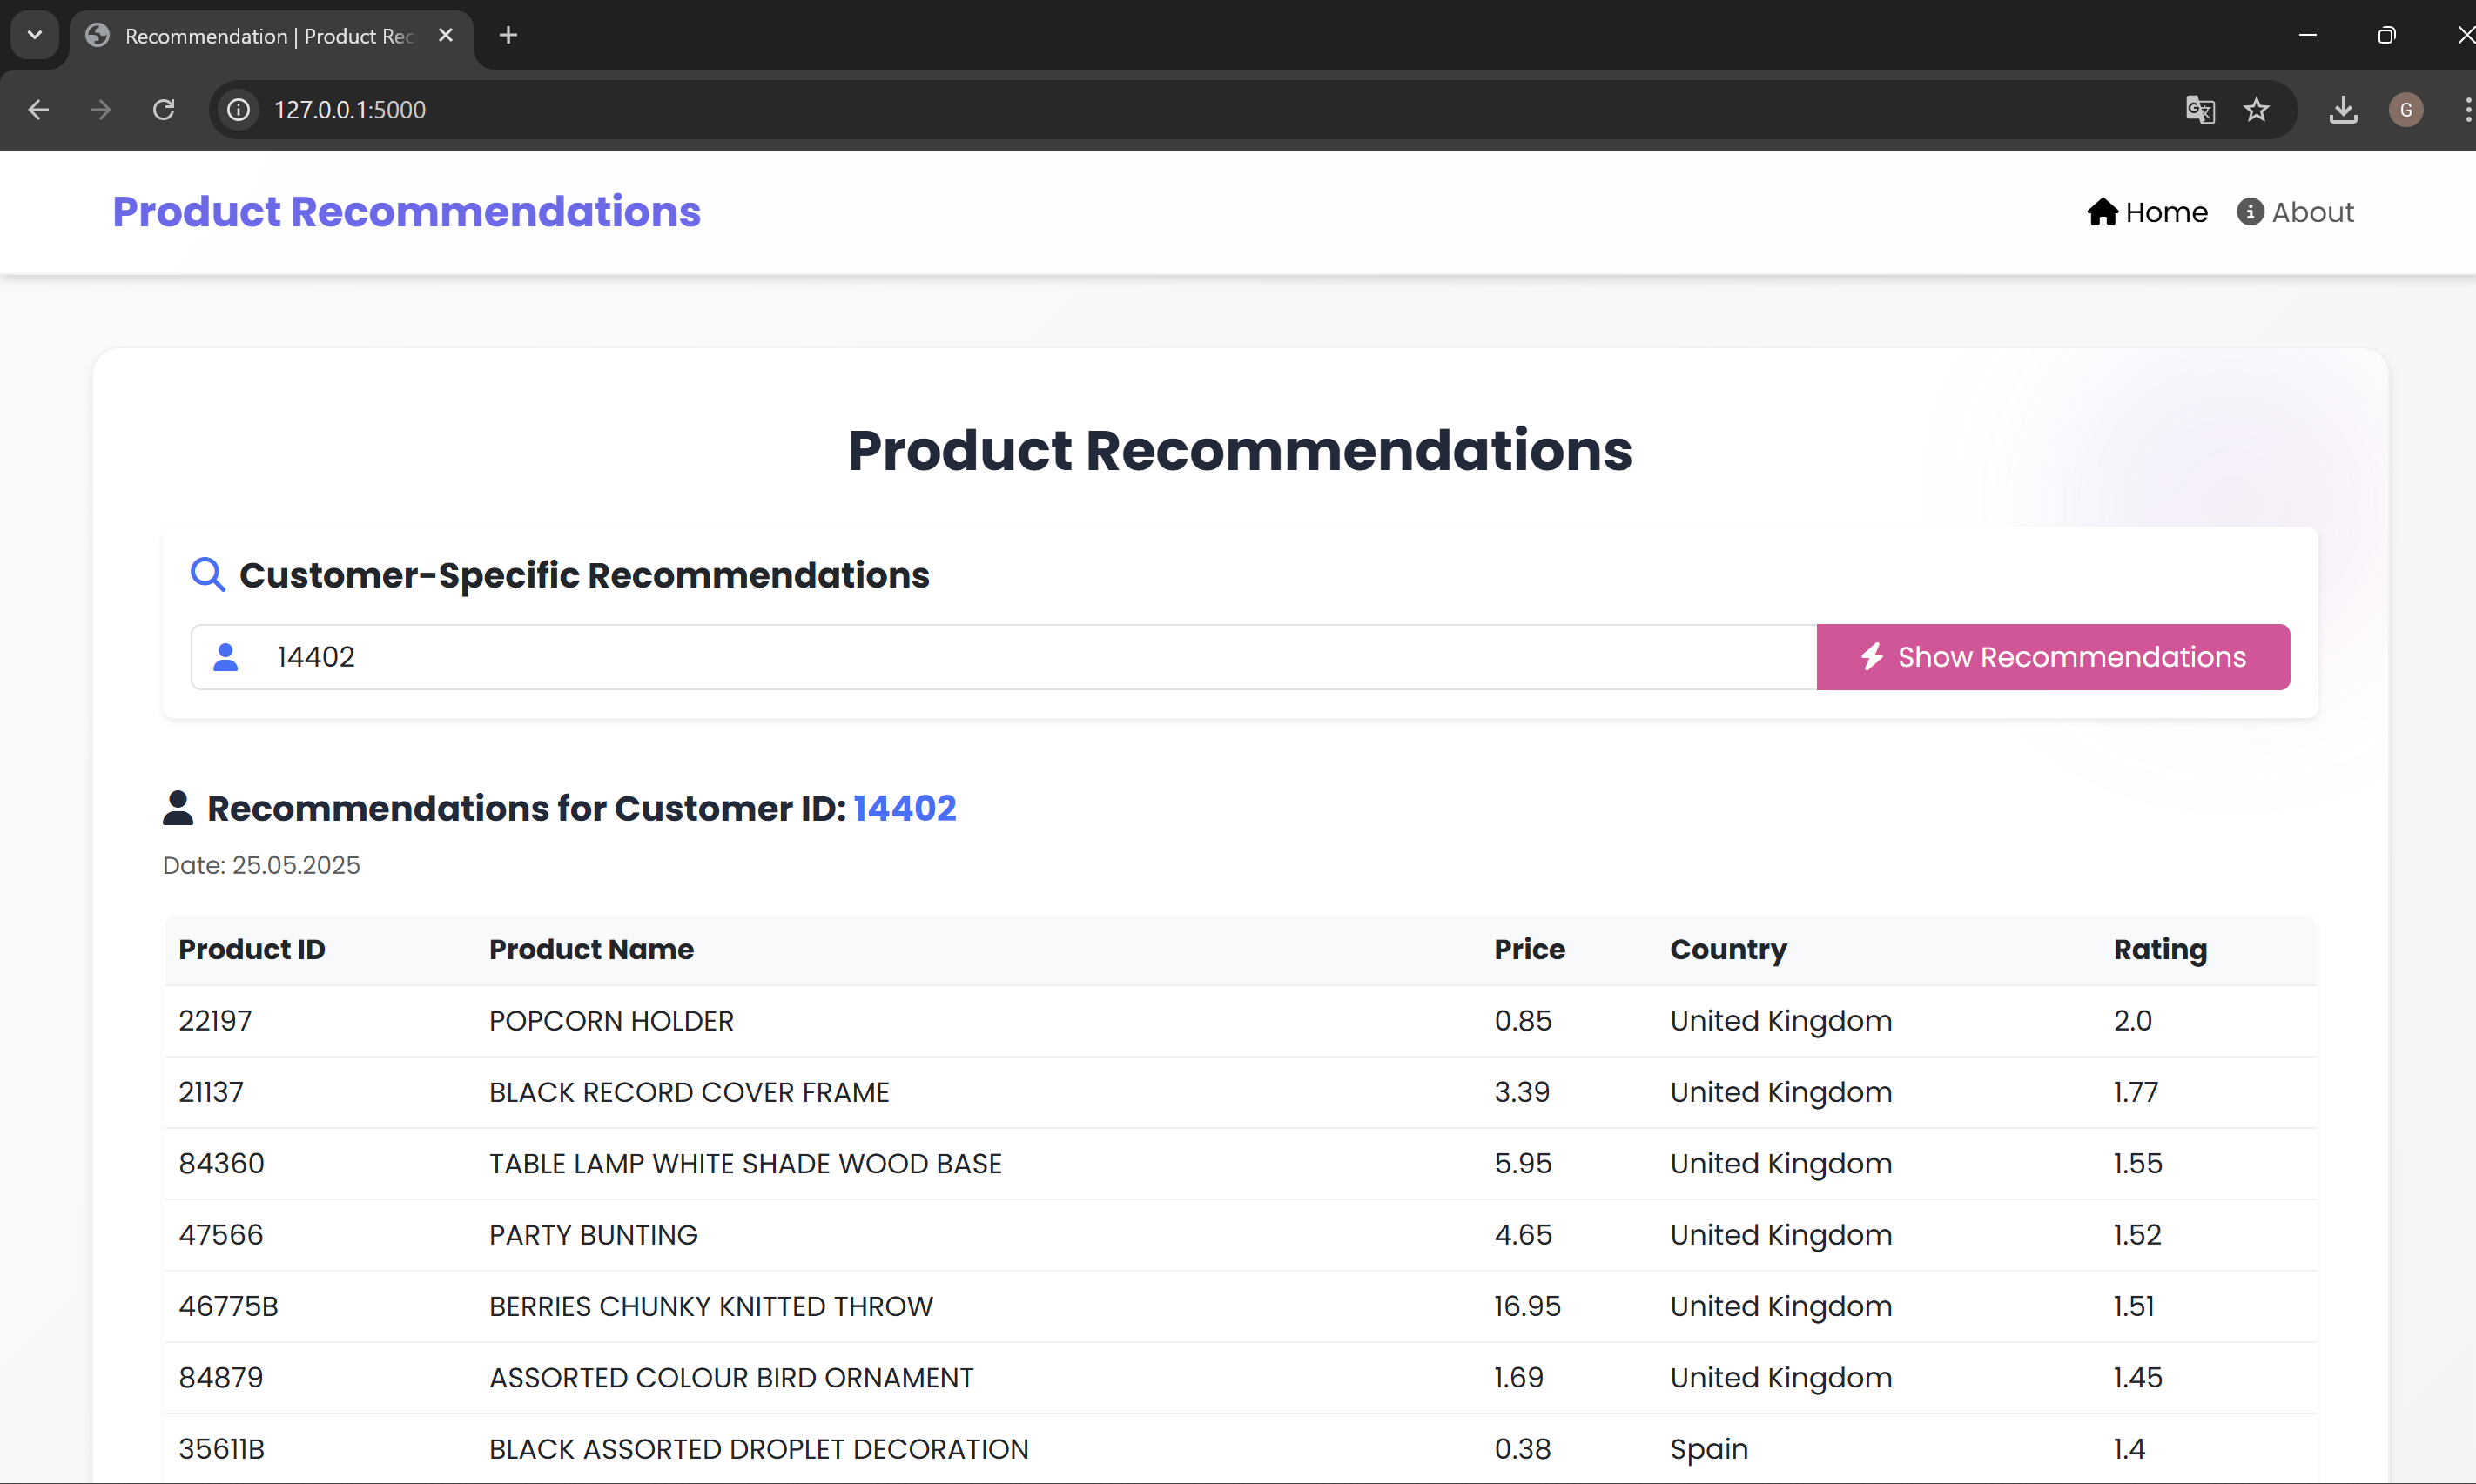 Recommendation | Product Rec
127.0.0.1:5000
G
Product Recommendations
Home About
Product Recommendations
Customer-Specific Recommendations
14402 Show Recommendations
Recommendations for Customer ID: 14402
Date: 25.05.2025
Product ID Product Name Price Country Rating
22197 POPCORN HOLDER 0.85 United Kingdom 2.0
21137 BLACK RECORD COVER FRAME 3.39 United Kingdom 1.77
84360 TABLE LAMP WHITE SHADE WOOD BASE 5.95 United Kingdom 1.55
47566 PARTY BUNTING 4.65 United Kingdom 1.52
46775B BERRIES CHUNKY KNITTED THROW 16.95 United Kingdom 1.51
84879 ASSORTED COLOUR BIRD ORNAMENT 1.69 United Kingdom 1.45
35611B BLACK ASSORTED DROPLET DECORATION 0.38 Spain 1.4